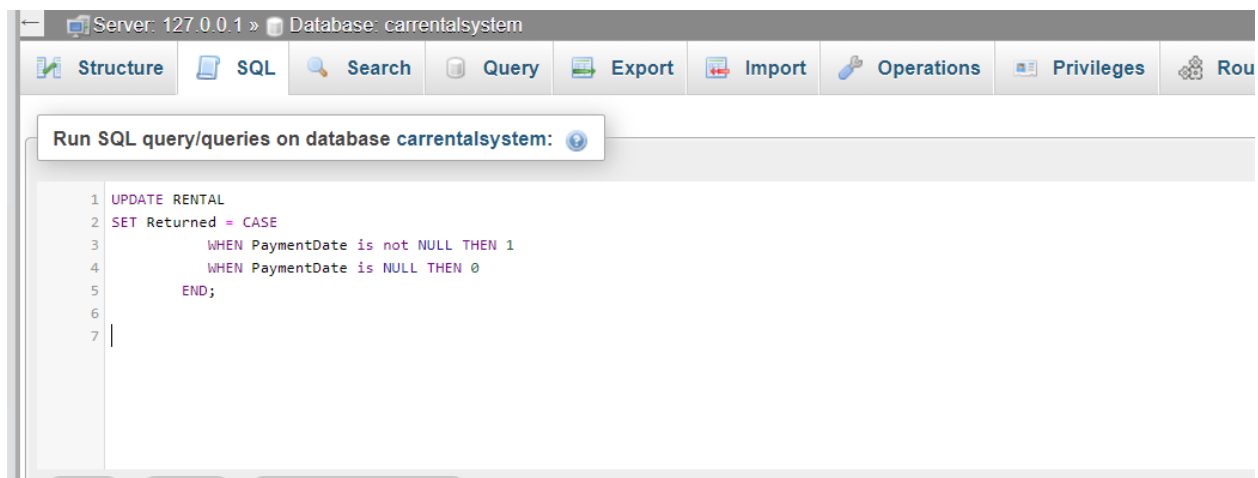 ← Server: 127.0.0.1 » Database: carrentalsystem
Structure SQL Search Query Export Import Operations Privileges Rou
Run SQL query/queries on database carrentalsystem:
1 UPDATE RENTAL
2 SET Returned = CASE
3 WHEN PaymentDate is not NULL THEN 1
4 WHEN PaymentDate is NULL THEN 0
5 END;
6
7